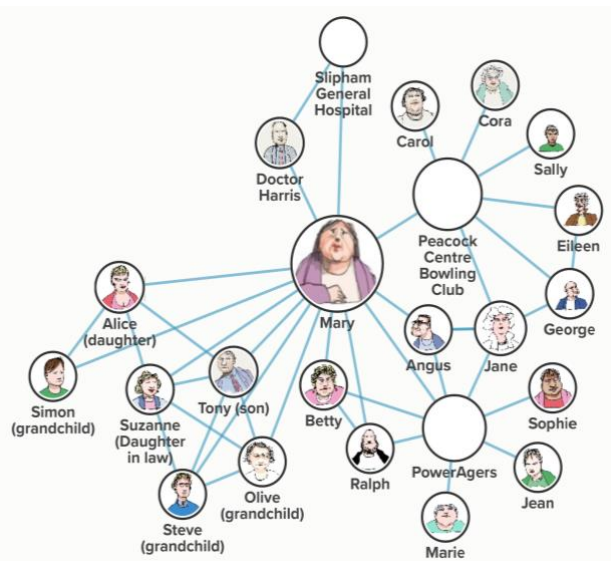 Slipham
General
Hospital
Carol
Cora
Sally
Doctor
Harris
Eileen
Peacock
Centre
Bowling
Club
Mary
George
Alice
(daughter)
Angus
Jane
Simon
(grandchild)
Suzanne
(Daughter
in law)
Tony (son)
Betty
Sophie
Ralph
PowerAgers
Olive
(grandchild)
Jean
Steve
(grandchild)
Marie